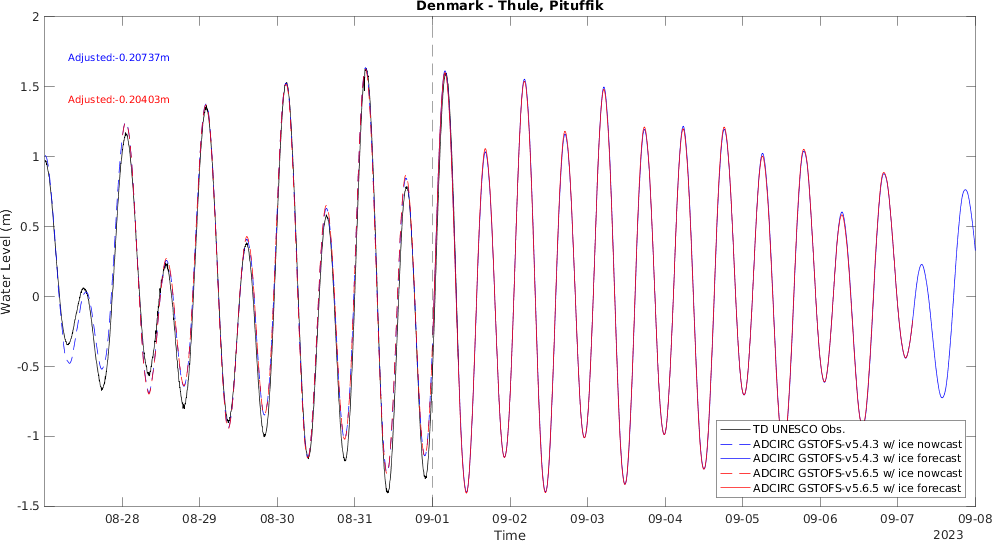 Denmark - Thule, Pituffik
Adjusted:-0.20737m
Adjusted:-0.20403m
Water Level (m)
2
1.5
1
0.5
0
-0.5
-1
-1.5
TD UNESCO Obs.
ADCIRC GSTOFS-v5.4.3 w/ ice nowcast
ADCIRC GSTOFS-v5.4.3 w/ ice forecast
ADCIRC GSTOFS-v5.6.5 w/ ice nowcast
ADCIRC GSTOFS-v5.6.5 w/ ice forecast
08-28 08-29 08-30 08-31 09-01 09-02 09-03 09-04 09-05 09-06 09-07 09-08
Time
2023